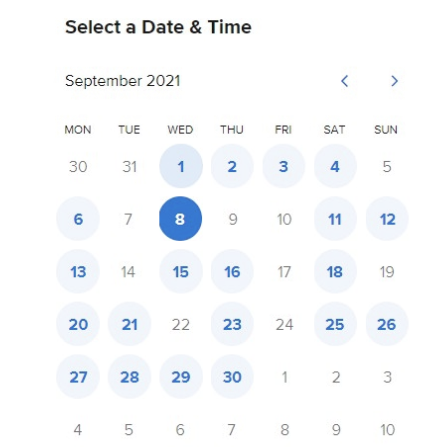 Select a Date & Time
September 2021
MON TUE WED THU FRI SAT SUN
30 31 1 2 3 4 5
6 7 8 9 10 11 12
13 14 15 16 17 18 19
20 21 22 23 24 25 26
27 28 29 30 1 2 3
4 5 6 7 8 9 10